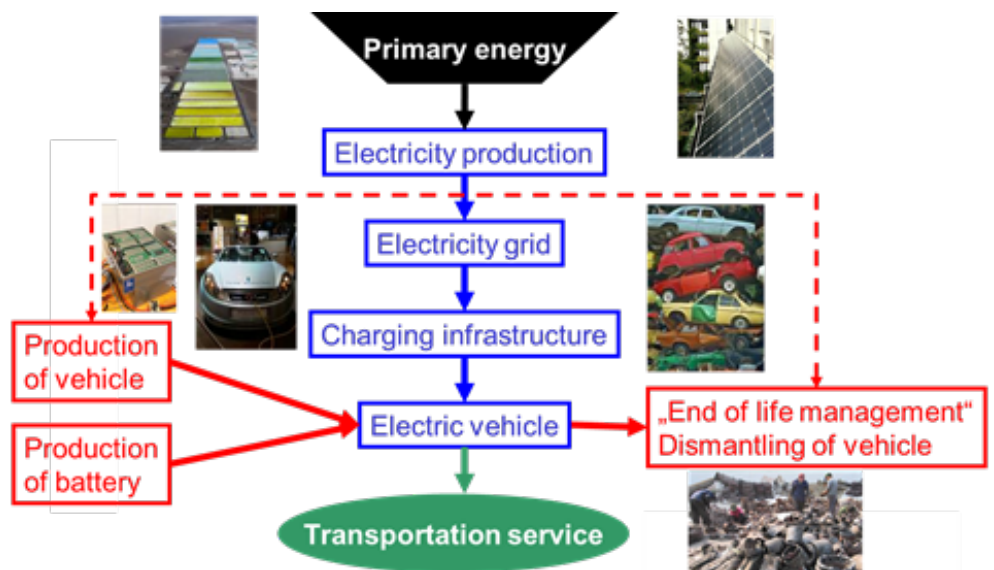 Primary energy
Electricity production
Electricity grid
Charging infrastructure
Production
of vehicle
Electric vehicle
„End of life management“
Dismantling of vehicle
Production
of battery
Transportation service